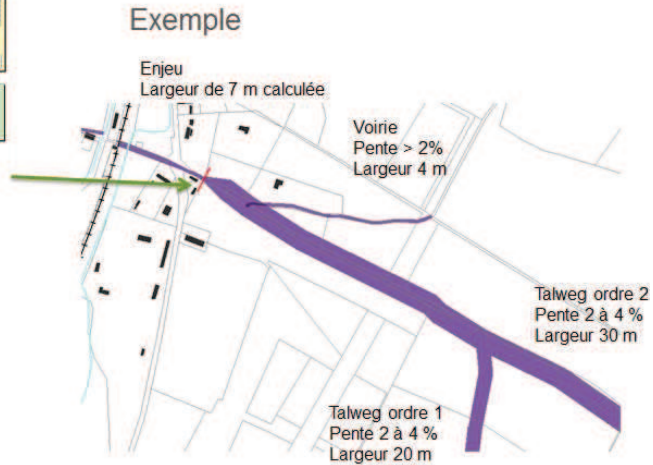 Exemple
Enjeu
Largeur de 7 m calculée
Voirie
Pente > 2%
Largeur 4 m
Talweg ordre 2
Pente 2 à 4 %
Largeur 30 m
Talweg ordre 1
Pente 2 à 4 %
Largeur 20 m